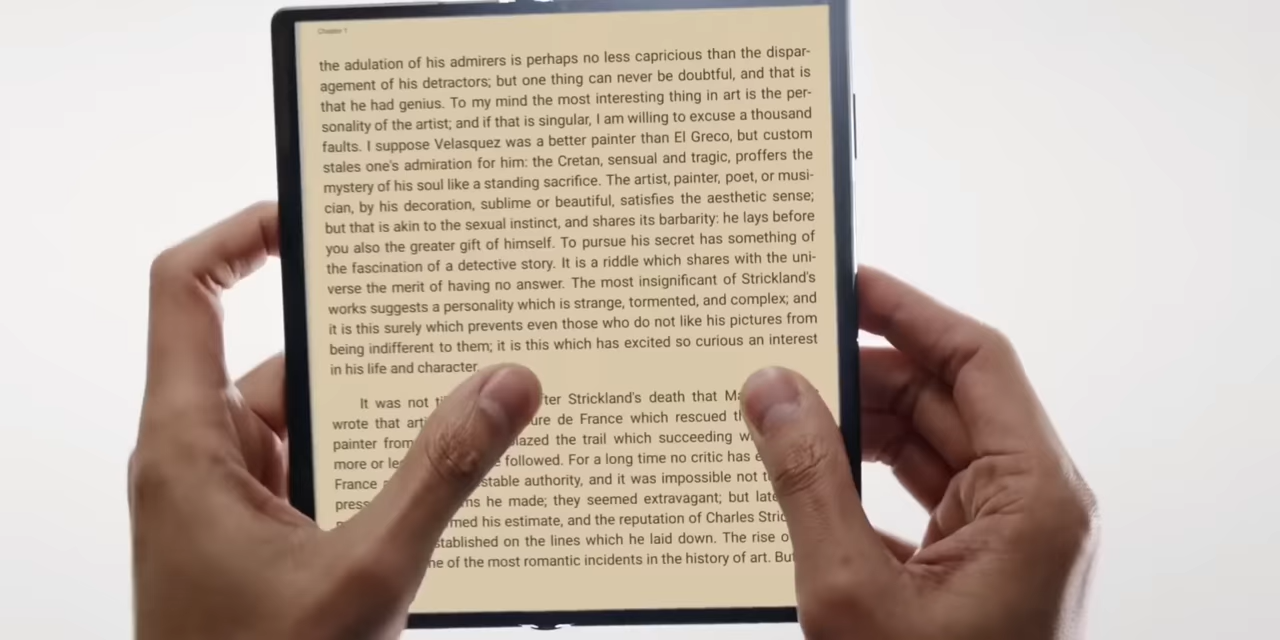 Chapter 1
the adulation of his admirers is perhaps no less capricious than the dispar-
agement of his detractors; but one thing can never be doubtful, and that is
that he had genius. To my mind the most interesting thing in art is the per-
sonality of the artist; and if that is singular, I am willing to excuse a thousand
faults. I suppose Velasquez was a better painter than El Greco, but custom
stales one's admiration for him: the Cretan, sensual and tragic, proffers the
mystery of his soul like a standing sacrifice. The artist, painter, poet, or musi-
cian, by his decoration, sublime or beautiful, satisfies the aesthetic sense;
but that is akin to the sexual instinct, and shares its barbarity: he lays before
you also the greater gift of himself. To pursue his secret has something of
the fascination of a detective story. It is a riddle which shares with the uni-
verse the merit of having no answer. The most insignificant of Strickland's
works suggests a personality which is strange, tormented, and complex; and
it is this surely which prevents even those who do not like his pictures from
being indifferent to them; it is this which has excited so curious an interest
in his life and character.
It was not Strickland's death that
wrote that de France which rescued
painter from blazed the trail which succeeding
more or followed. For a long time no critic has
France authority, and it was impossible not
he made; they seemed extravagant; but
his estimate, and the reputation of Charles
established on the lines which he laid down. The rise
of the most romantic incidents in the history of art. But